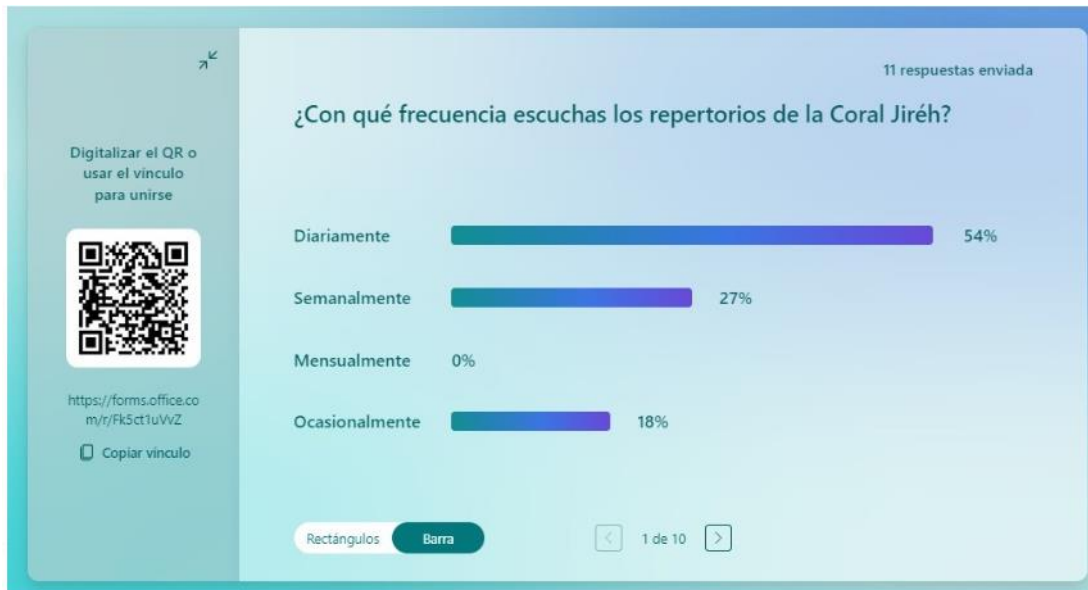 Digitalizar el QR o
usar el vínculo
para unirse
https://forms.office.co
m/r/Fk5ct1uVvZ
Copiar vínculo
11 respuestas enviada
¿Con qué frecuencia escuchas los repertorios de la Coral Jiréh?
Diariamente 54%
Semanalmente 27%
Mensualmente 0%
Ocasionalmente 18%
Rectángulos Barra 1 de 10